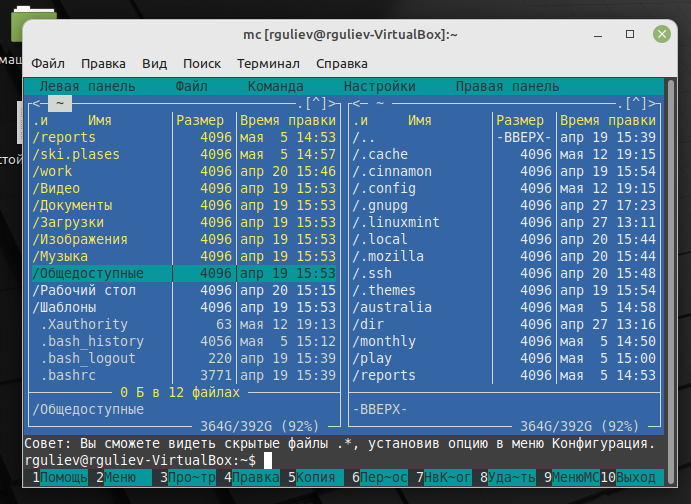 mc [rguliev@rguliev-VirtualBox]:~
Файл Правка Вид Поиск Терминал Справка
Левая панель Файл Команда Настройки Правая панель
<- ~ .[^]> <- ~ .[^]>
.и Имя Размер Время правки .и Имя Размер Время правки
/reports 4096 мая 5 14:53 /.. -ВВЕРХ- апр 19 15:39
/ski.plases 4096 мая 5 14:57 /.cache 4096 мая 12 19:15
/work 4096 апр 20 15:46 /.cinnamon 4096 апр 19 15:54
/Видео 4096 апр 19 15:53 /.config 4096 мая 12 19:15
/Документы 4096 апр 19 15:53 /.gnupg 4096 апр 27 17:23
/Загрузки 4096 апр 19 15:53 /.linuxmint 4096 апр 27 13:11
/Изображения 4096 апр 19 15:53 /.local 4096 апр 20 15:44
/Музыка 4096 апр 19 15:53 /.mozilla 4096 апр 20 15:44
/Общедоступные 4096 апр 19 15:53 /.ssh 4096 апр 20 15:48
/Рабочий стол 4096 апр 20 15:15 /.themes 4096 апр 19 15:54
/Шаблоны 4096 апр 19 15:53 /australia 4096 мая 5 14:58
.Xauthority 63 мая 12 19:13 /dir 4096 апр 27 13:16
.bash_history 4056 мая 5 15:12 /monthly 4096 мая 5 14:50
.bash_logout 220 апр 19 15:39 /play 4096 мая 5 15:00
.bashrc 3771 апр 19 15:39 /reports 4096 мая 5 14:53
0 Б в 12 файлах
/Общедоступные -ВВЕРХ-
364G/392G (92%) 364G/392G (92%)
Совет: Вы сможете видеть скрытые файлы .*, установив опцию в меню Конфигурация.
rguliev@rguliev-VirtualBox:~$
1Помощь 2Меню 3Про~тр 4Правка 5Копия 6Пер~ос 7НвК~ог 8Уда~ть 9МенюМС 10Выход